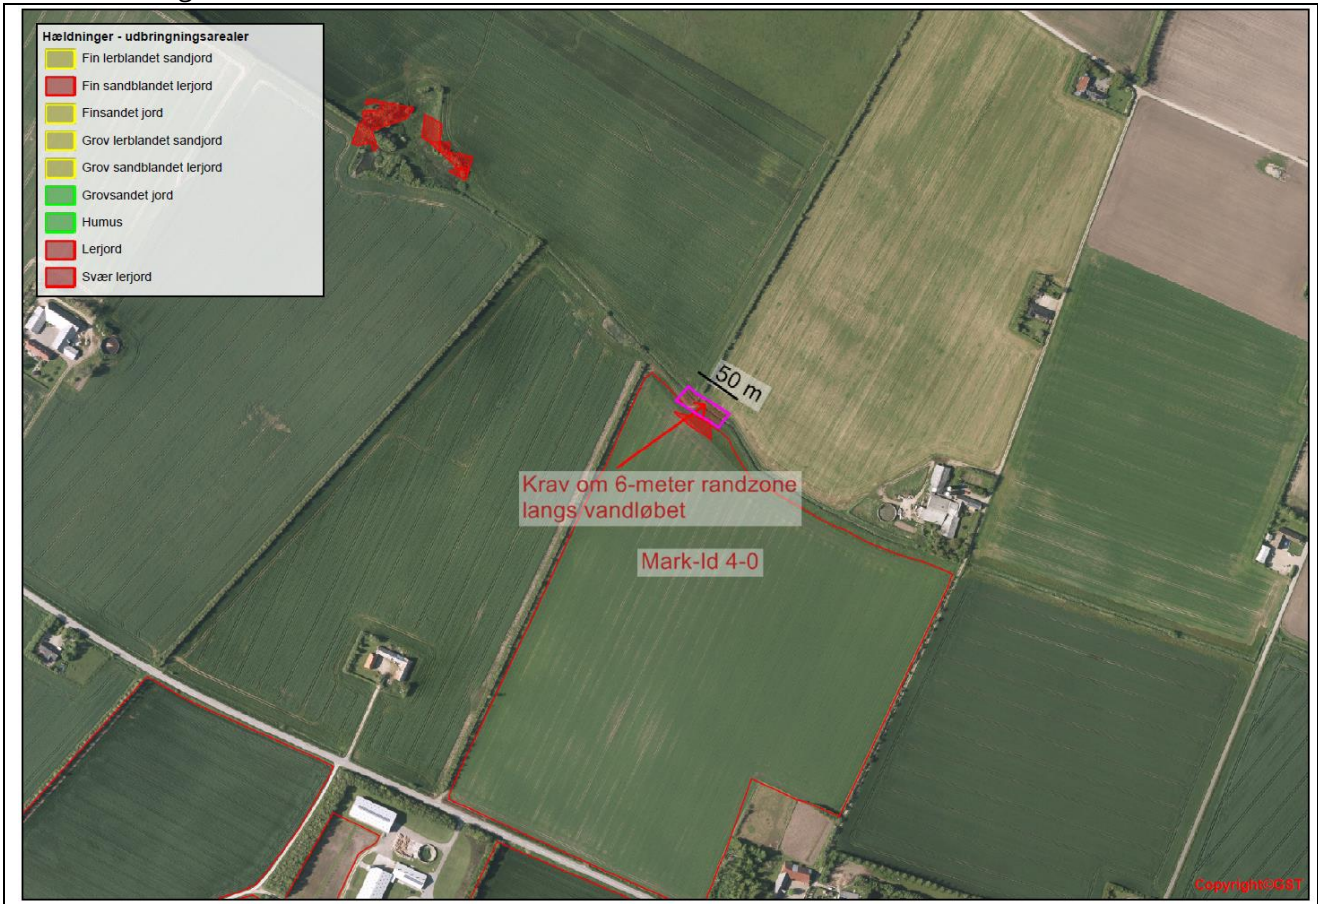 Hældninger - udbringningsarealer
Fin lerblandet sandjord
Fin sandblandet lerjord
Finsandet jord
Grov lerblandet sandjord
Grov sandblandet lerjord
Grovsandet jord
Humus
Lerjord
Svær lerjord
50 m
Krav om 6-meter randzone
langs vandløbet
Mark-Id 4-0
Copyright©GST